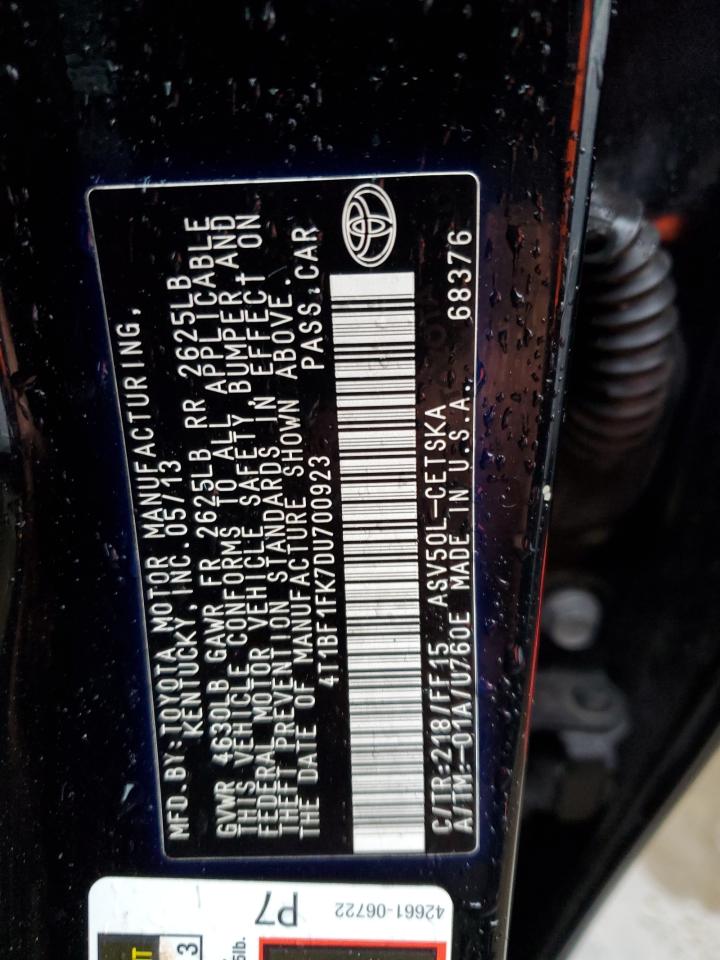 MFD.BY:TOYOTA MOTOR MANUFACTURING,
KENTUCKY, INC.05/13
GVWR 4630LB GAWR FR 2625LB RR 2625LB
THIS VEHICLE CONFORMS TO ALL APPLICABLE
FEDERAL MOTOR VEHICLE SAFETY, BUMPER AND
THEFT PREVENTION STANDARDS IN EFFECT ON
THE DATE OF MANUFACTURE SHOWN ABOVE.
4T1BF1FK7DU700923 PASS.CAR
C/TR:218/FF15 ASV50L-CETSKA
A/TM:-01A/U760E MADE IN U.S.A. 68376
42661-06722
P7
3